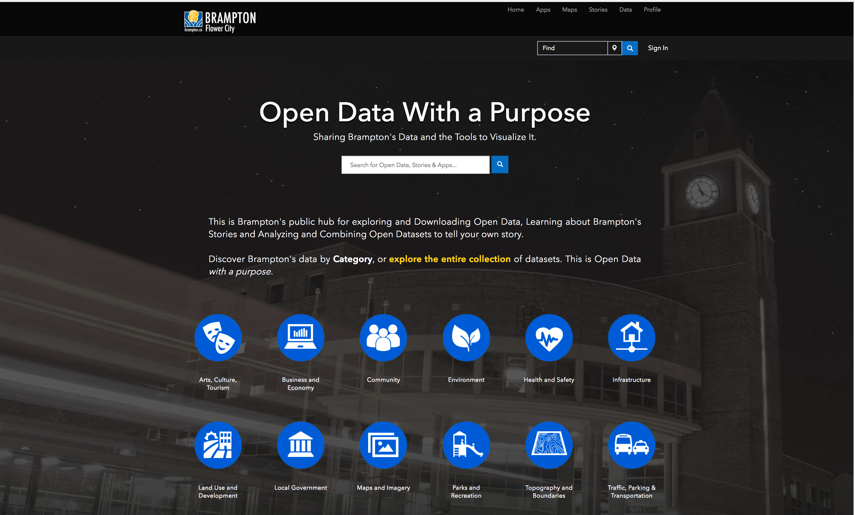 BRAMPTON
brampton.ca Flower City
Home Apps Maps Stories Data Profile
Find
Sign In
Open Data With a Purpose
Sharing Brampton's Data and the Tools to Visualize It.
Search for Open Data, Stories & Apps...
This is Brampton's public hub for exploring and Downloading Open Data, Learning about Brampton's
Stories and Analyzing and Combining Open Datasets to tell your own story.
Discover Brampton's data by Category, or explore the entire collection of datasets. This is Open Data
with a purpose.
Arts, Culture,
Tourism
Business and
Economy
Community
Environment
Health and Safety
Infrastructure
Land Use and
Development
Local Government
Maps and Imagery
Parks and
Recreation
Topography and
Boundaries
Traffic, Parking &
Transportation